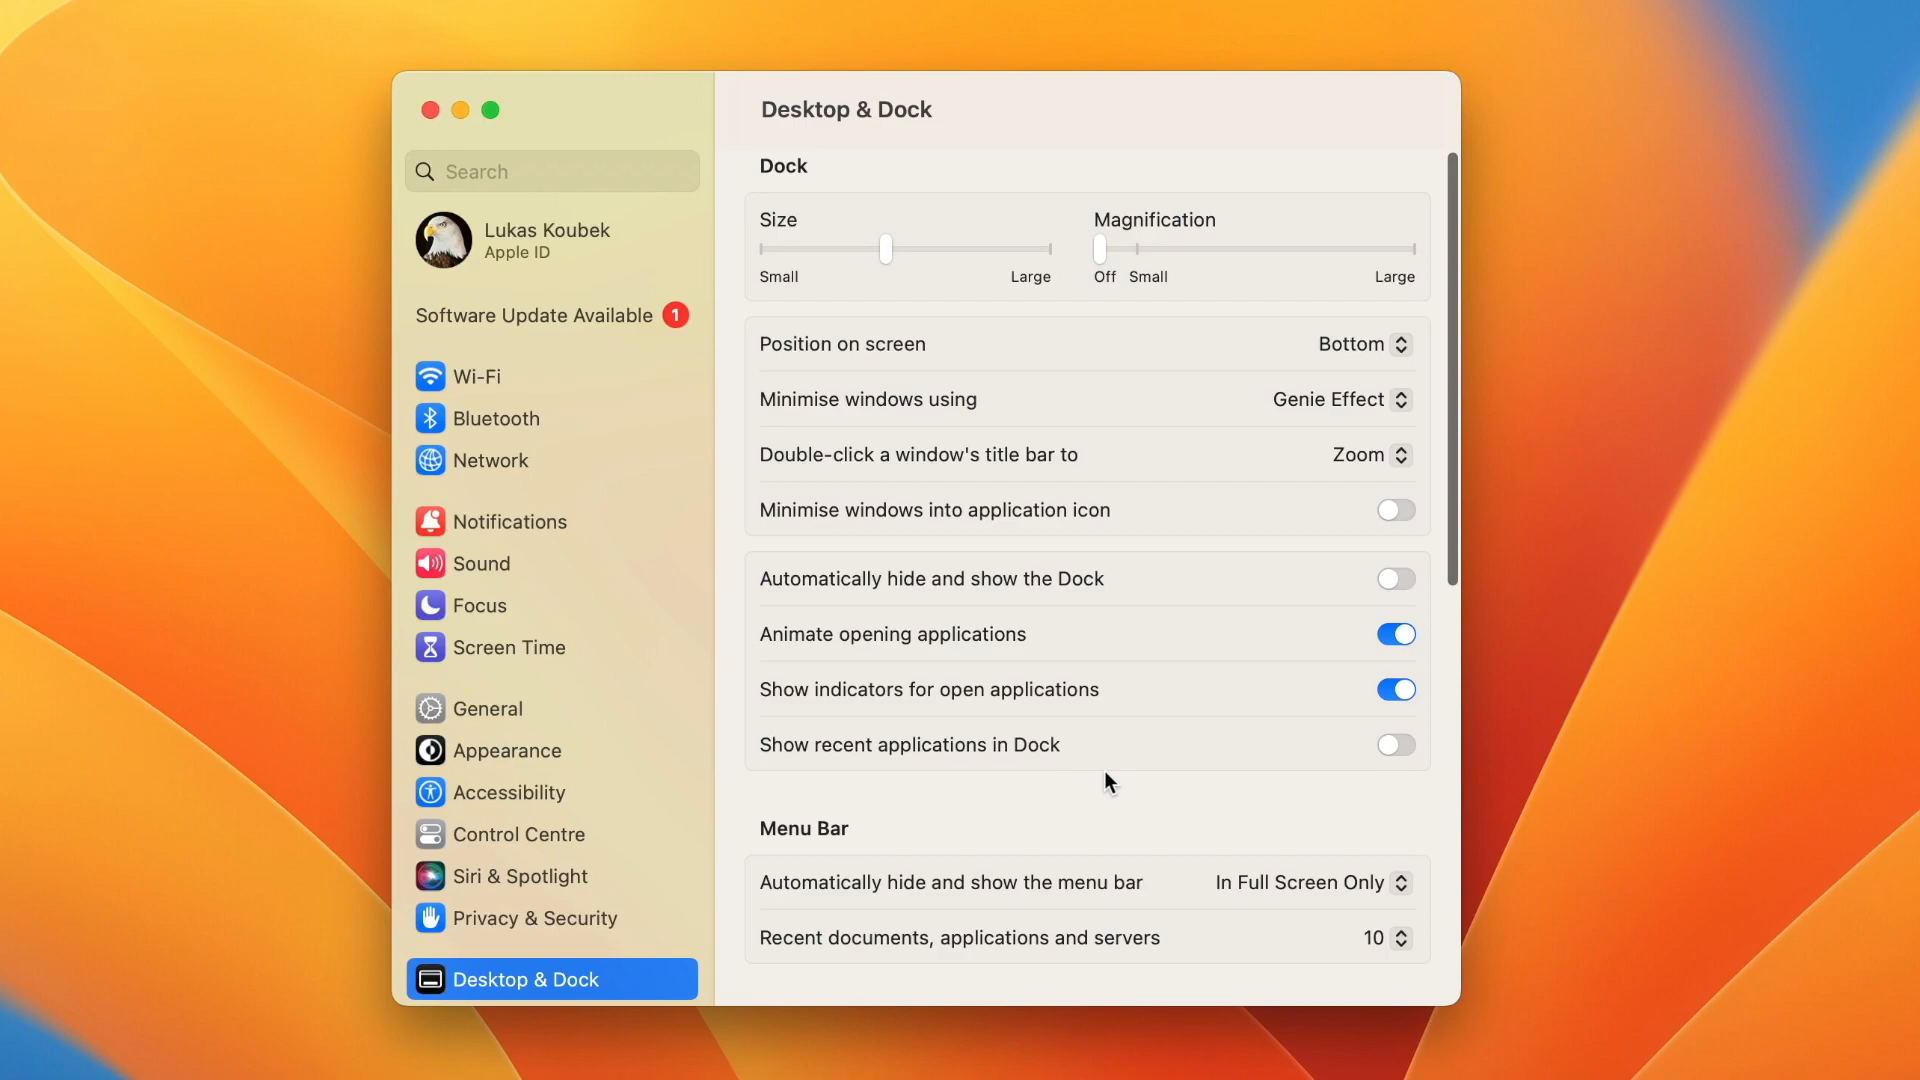 Desktop & Dock
Search
Lukas Koubek
Apple ID
Software Update Available 1
Wi-Fi
Bluetooth
Network
Notifications
Sound
Focus
Screen Time
General
Appearance
Accessibility
Control Centre
Siri & Spotlight
Privacy & Security
Desktop & Dock
Dock
Size Magnification
Small Large Off Small Large
Position on screen Bottom
Minimise windows using Genie Effect
Double-click a window's title bar to Zoom
Minimise windows into application icon
Automatically hide and show the Dock
Animate opening applications
Show indicators for open applications
Show recent applications in Dock
Menu Bar
Automatically hide and show the menu bar In Full Screen Only
Recent documents, applications and servers 10